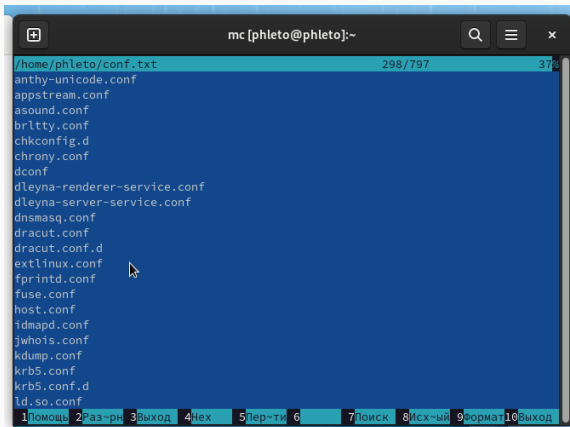 mc [phleto@phleto]:~
/home/phleto/conf.txt 298/797 37%
anthy-unicode.conf
appstream.conf
asound.conf
brltty.conf
chkconfig.d
chrony.conf
dconf
dleyna-renderer-service.conf
dleyna-server-service.conf
dnsmasq.conf
dracut.conf
dracut.conf.d
extlinux.conf
fprintd.conf
fuse.conf
host.conf
idmapd.conf
jwhois.conf
kdump.conf
krb5.conf
krb5.conf.d
ld.so.conf
1Помощь 2Раз~рн 3Выход 4Hex 5Пер~ти 6 7Поиск 8Исх~ый 9Формат 10Выход